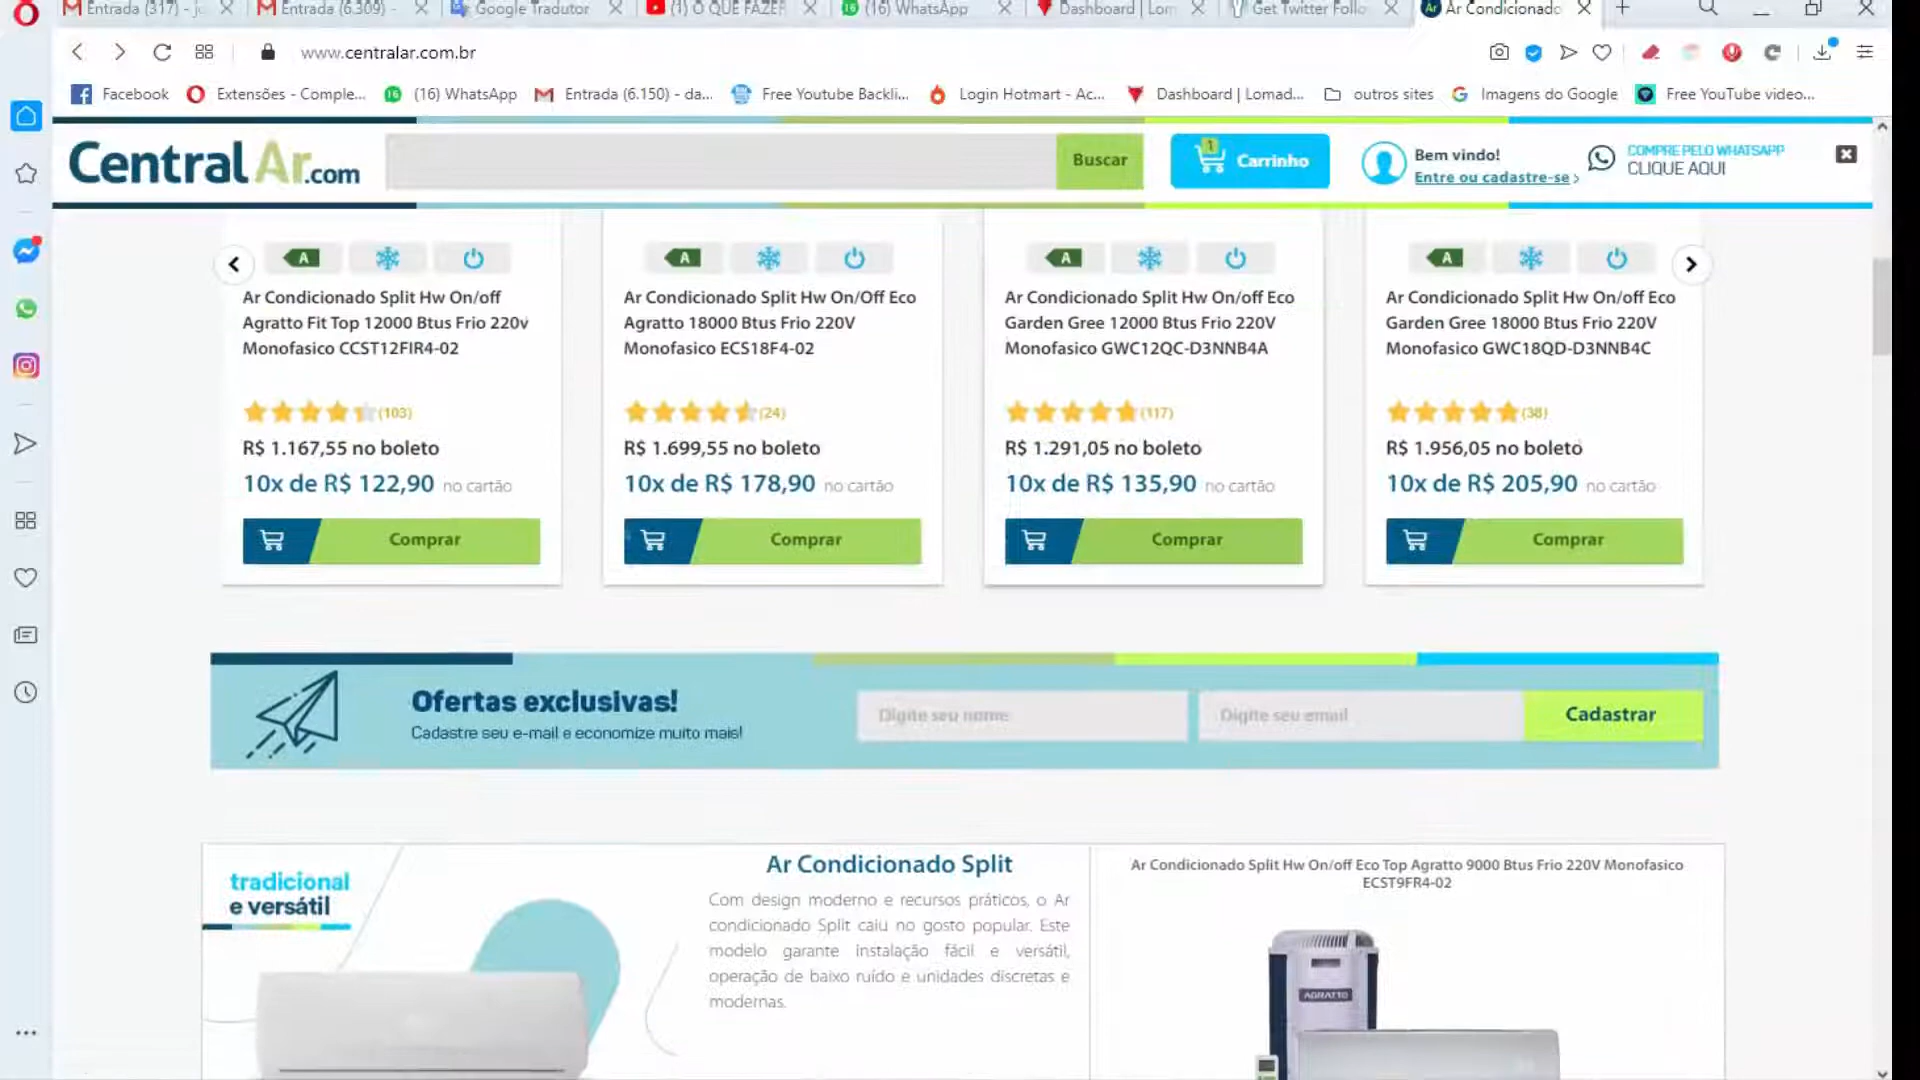 Entrada (317) - j
Entrada (6.309) -
Google Tradutor
(1) O QUE FAZER
(16) WhatsApp
Dashboard | Lom
Get Twitter Follo
Ar Condicionado
www.centralar.com.br
Facebook
Extensões - Comple...
(16) WhatsApp
Entrada (6.150) - da...
Free Youtube Backli...
Login Hotmart - Ac...
Dashboard | Lomad...
outros sites
Imagens do Google
Free YouTube video...
CentralAr.com
Buscar
1
Carrinho
Bem vindo!
Entre ou cadastre-se >
COMPRE PELO WHATSAPP
CLIQUE AQUI
A
Ar Condicionado Split Hw On/off
Agratto Fit Top 12000 Btus Frio 220v
Monofasico CCST12FIR4-02
(103)
R$ 1.167,55 no boleto
10x de R$ 122,90 no cartão
Comprar
A
Ar Condicionado Split Hw On/Off Eco
Agratto 18000 Btus Frio 220V
Monofasico ECS18F4-02
(24)
R$ 1.699,55 no boleto
10x de R$ 178,90 no cartão
Comprar
A
Ar Condicionado Split Hw On/off Eco
Garden Gree 12000 Btus Frio 220V
Monofasico GWC12QC-D3NNB4A
(117)
R$ 1.291,05 no boleto
10x de R$ 135,90 no cartão
Comprar
A
Ar Condicionado Split Hw On/off Eco
Garden Gree 18000 Btus Frio 220V
Monofasico GWC18QD-D3NNB4C
(38)
R$ 1.956,05 no boleto
10x de R$ 205,90 no cartão
Comprar
Ofertas exclusivas!
Cadastre seu e-mail e economize muito mais!
Digite seu nome
Digite seu email
Cadastrar
tradicional
e versátil
Ar Condicionado Split
Com design moderno e recursos práticos, o Ar
condicionado Split caiu no gosto popular. Este
modelo garante instalação fácil e versátil,
operação de baixo ruído e unidades discretas e
modernas.
Ar Condicionado Split Hw On/off Eco Top Agratto 9000 Btus Frio 220V Monofasico
ECST9FR4-02
AGRATTO